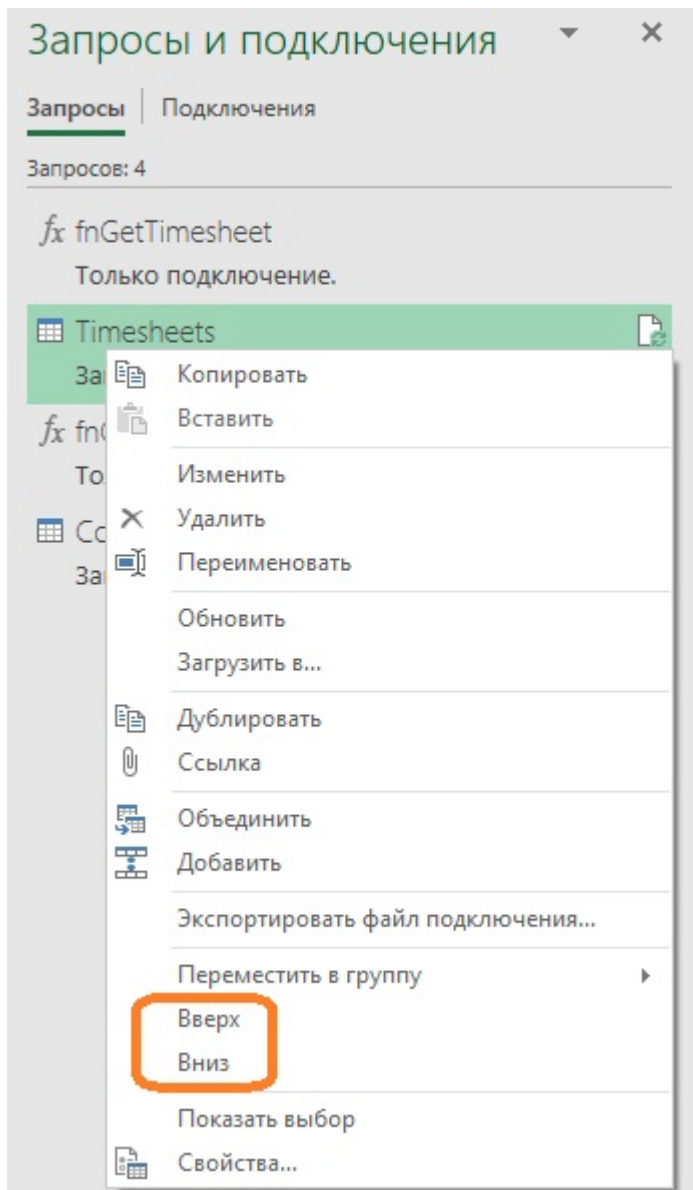 Запросы и подключения
Запросы Подключения
Запросов: 4
fx fnGetTimesheet
Только подключение.
Timesheets
Копировать
Вставить
Изменить
Удалить
Переименовать
Обновить
Загрузить в...
Дублировать
Ссылка
Объединить
Добавить
Экспортировать файл подключения...
Переместить в группу
Вверх
Вниз
Показать выбор
Свойства...